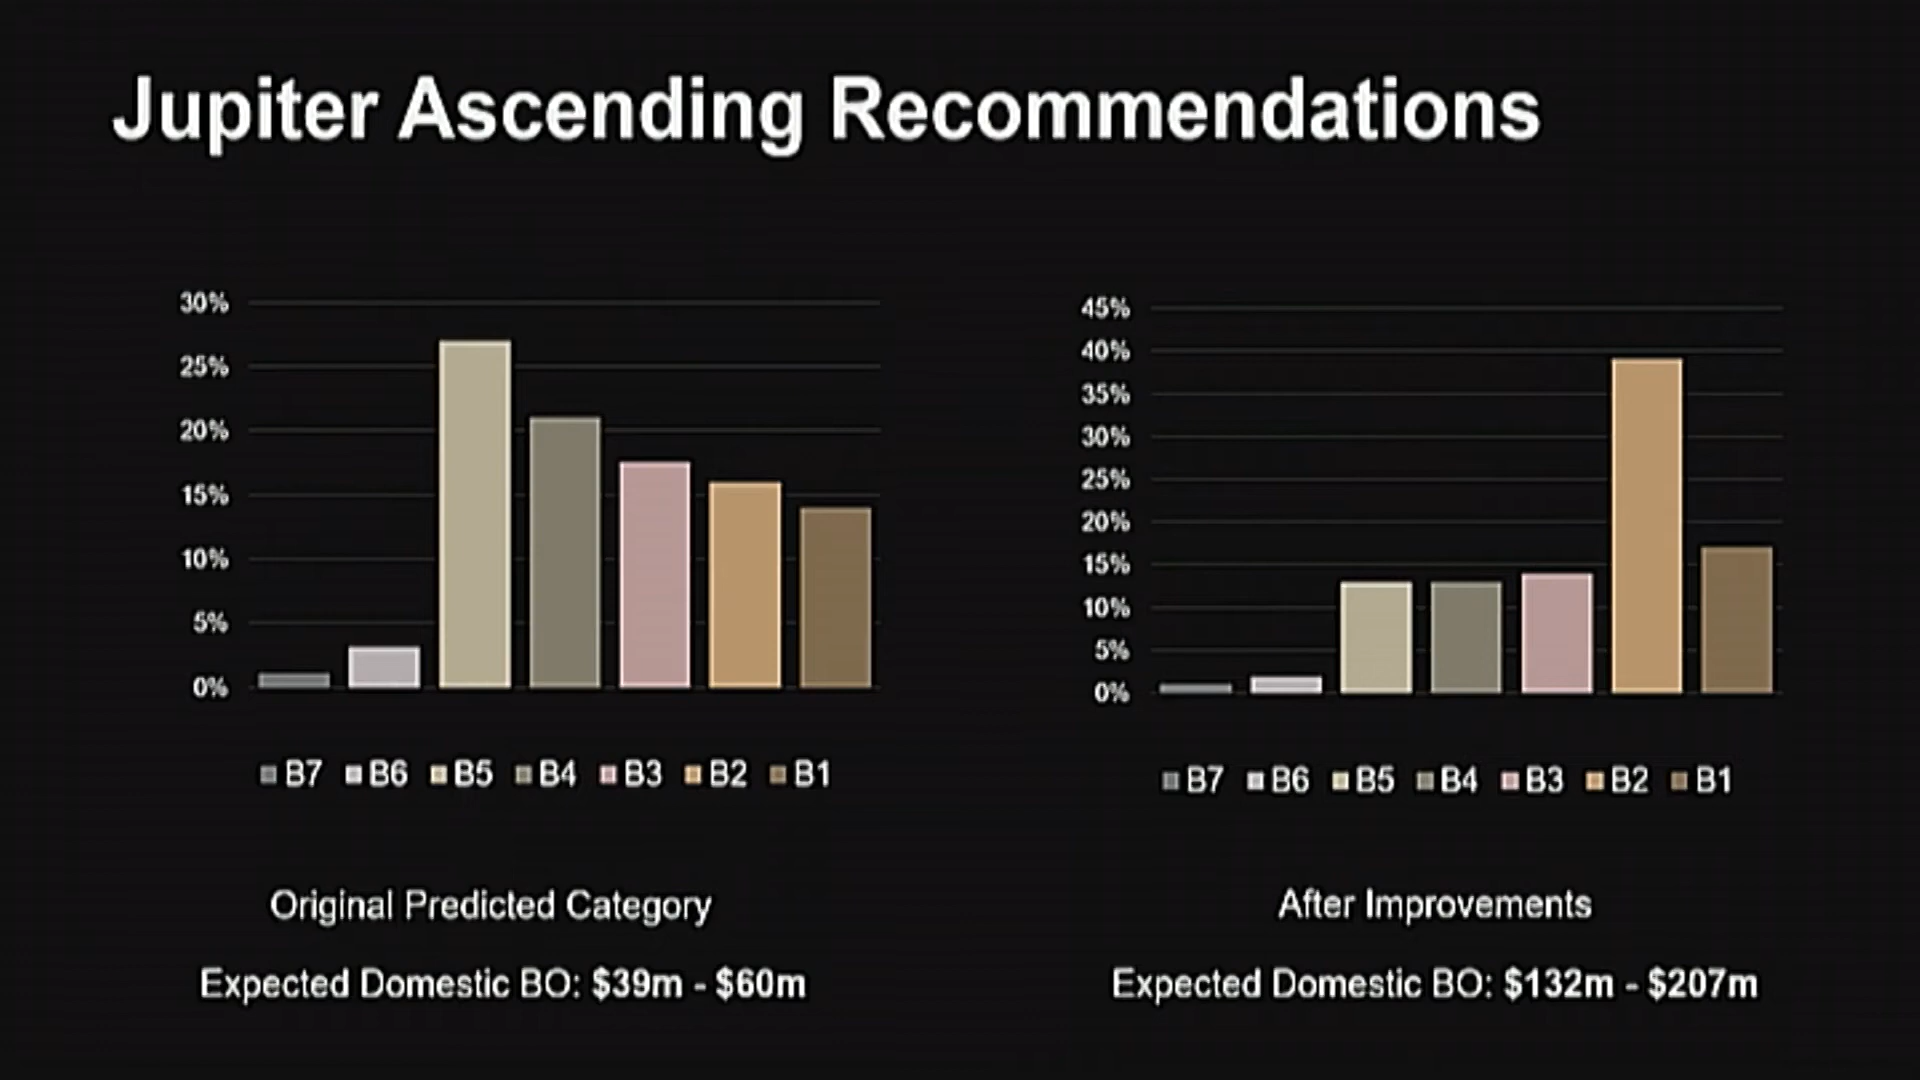 Jupiter Ascending Recommendations
30%
25%
20%
15%
10%
5%
0%
B7 B6 B5 B4 B3 B2 B1
Original Predicted Category
Expected Domestic BO: $39m - $60m
45%
40%
35%
30%
25%
20%
15%
10%
5%
0%
B7 B6 B5 B4 B3 B2 B1
After Improvements
Expected Domestic BO: $132m - $207m